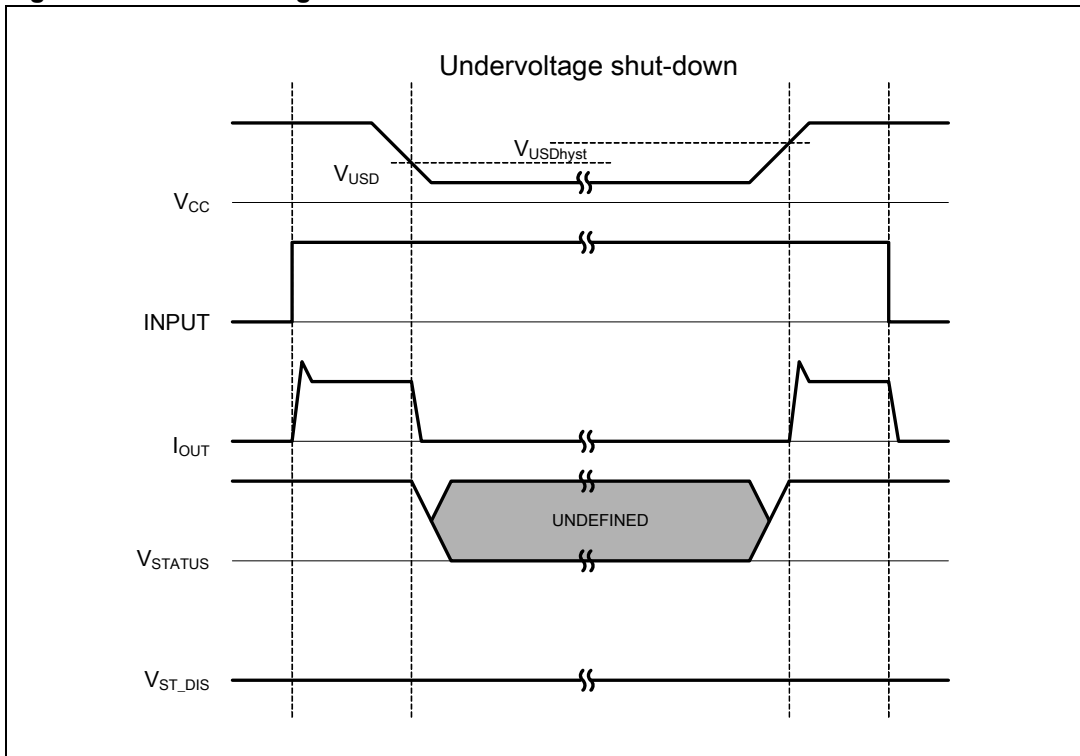 Undervoltage shut-down
VUSDhyst
VUSD
VCC
INPUT
IOUT
UNDEFINED
VSTATUS
VST_DIS